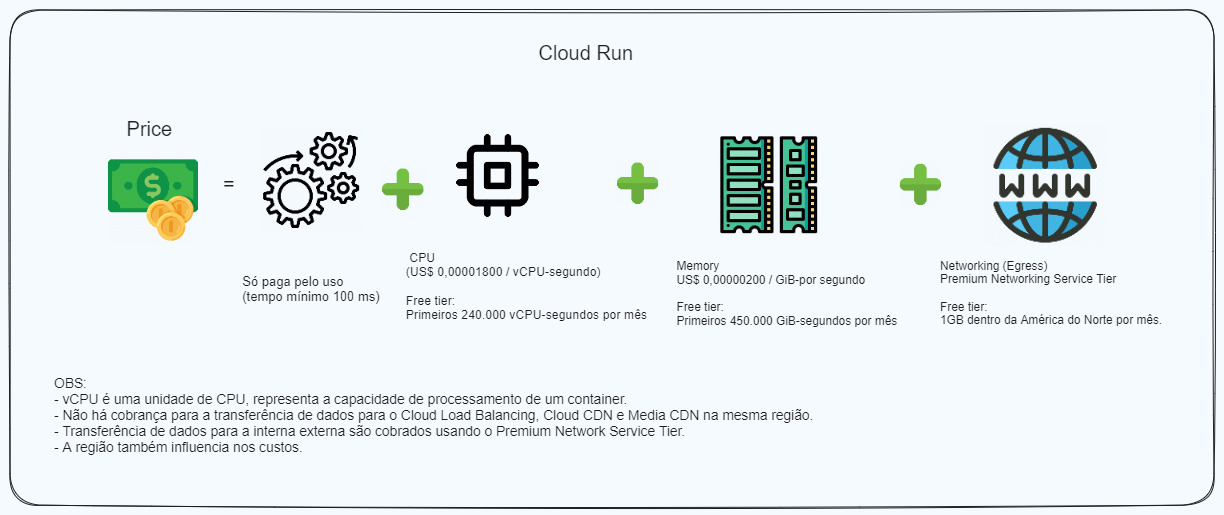 Cloud Run
Price
=
Só paga pelo uso
(tempo mínimo 100 ms)
CPU
(US$ 0,00001800 / vCPU-segundo)
Free tier:
Primeiros 240.000 vCPU-segundos por mês
Memory
US$ 0,00000200 / GiB-por segundo
Free tier:
Primeiros 450.000 GiB-segundos por mês
WWW
Networking (Egress)
Premium Networking Service Tier
Free tier:
1GB dentro da América do Norte por mês.
OBS:
- vCPU é uma unidade de CPU, representa a capacidade de processamento de um container.
- Não há cobrança para a transferência de dados para o Cloud Load Balancing, Cloud CDN e Media CDN na mesma região.
- Transferência de dados para a interna externa são cobrados usando o Premium Network Service Tier.
- A região também influencia nos custos.